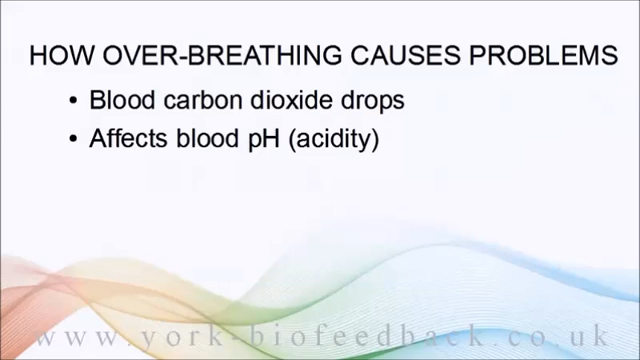 HOW OVER-BREATHING CAUSES PROBLEMS
• Blood carbon dioxide drops
• Affects blood pH (acidity)
www.york-biofeedback.co.uk